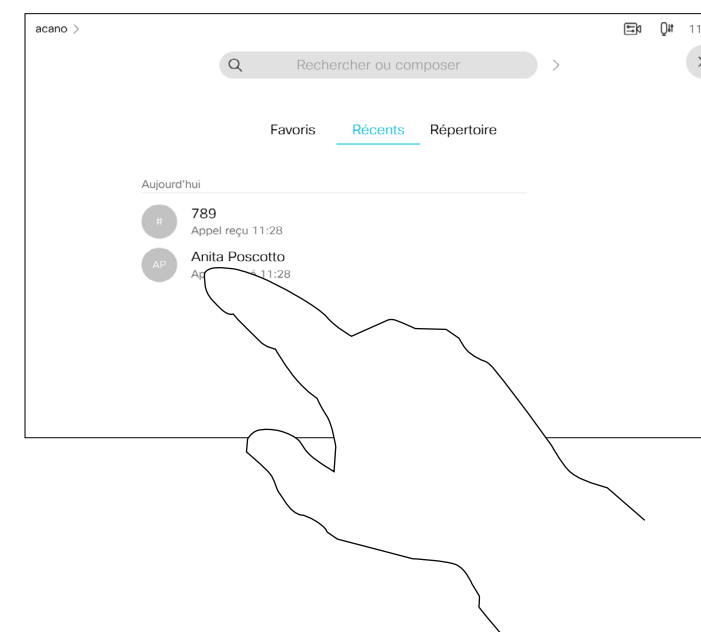 acano >
11
Rechercher ou composer >
Favoris Récents Répertoire
Aujourd'hui
#
789
Appel reçu 11:28
AP
Anita Poscotto
11:28